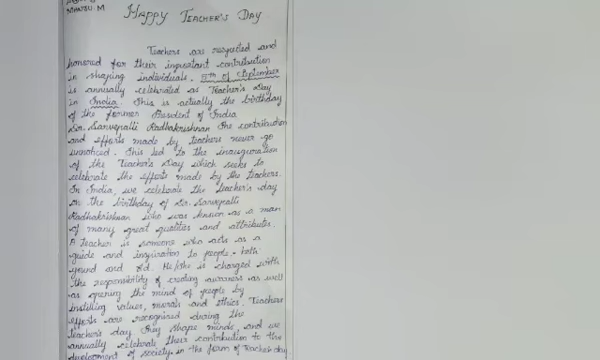 MANJU.M
HAPPY TEACHER'S DAY
Teachers are respected and
honored for their important contribution
in shaping individuals. 5th of September
is annually celebrated as Teacher's Day
in India. This is actually the birthday
of the former President of India
Dr. Sarvepalli Radhakrishnan The contribution
and efforts made by teachers never go
unnoticed. This led to the inauguration
of the Teacher's Day which seeks to
celebrate the efforts made by the teachers.
In India, we celebrate the teacher's day
on the birthday of Dr. Sarvepalli
Radhakrishnan who was known as a man
of many great qualities and attributes.
A Teacher is someone who acts as a
guide and inspiration to people - both
young and old. He/she is charged with
the responsibility of creating awareness as well
as opening the mind of people by
instilling values, morals and ethics. Teachers
efforts are recognized during the
teacher's day. They shape minds, and we
annually celebrate their contribution to the
development of society in the form of Teacher day